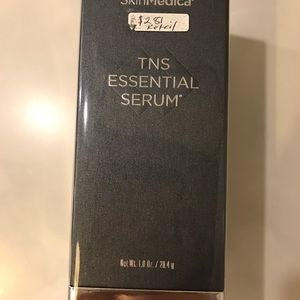 SkinMedica®
$281
Retail
TNS
ESSENTIAL
SERUM®
Net Wt. 1.0 Oz. / 28.4 g